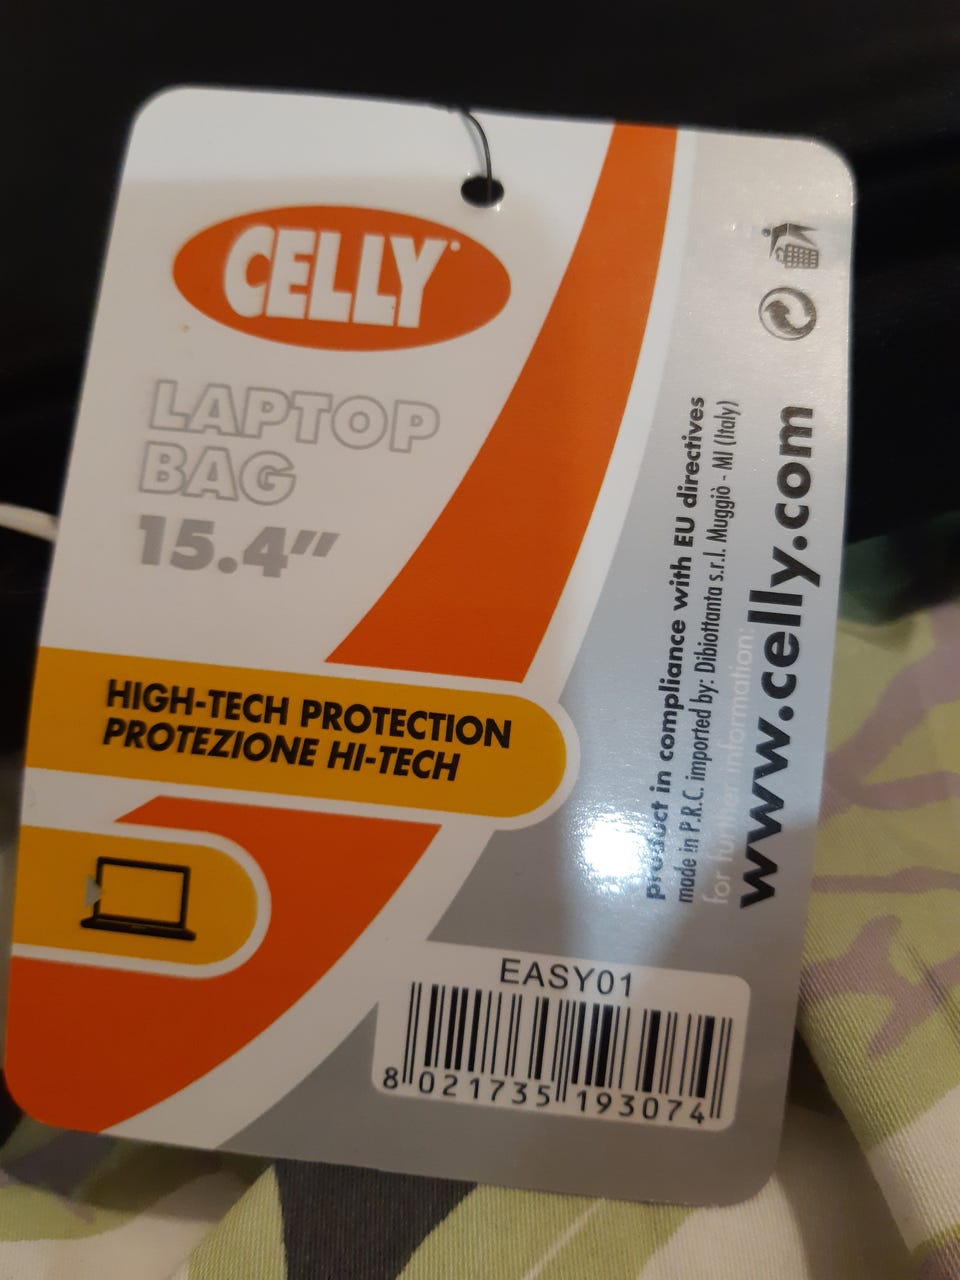 CELLY
LAPTOP
BAG
15.4"
HIGH-TECH PROTECTION
PROTEZIONE HI-TECH
product in compliance with EU directives
made in P.R.C. imported by: Dibiottanta s.r.l. Muggiò - MI (Italy)
for further information:
www.celly.com
EASY01
8 021735 193074